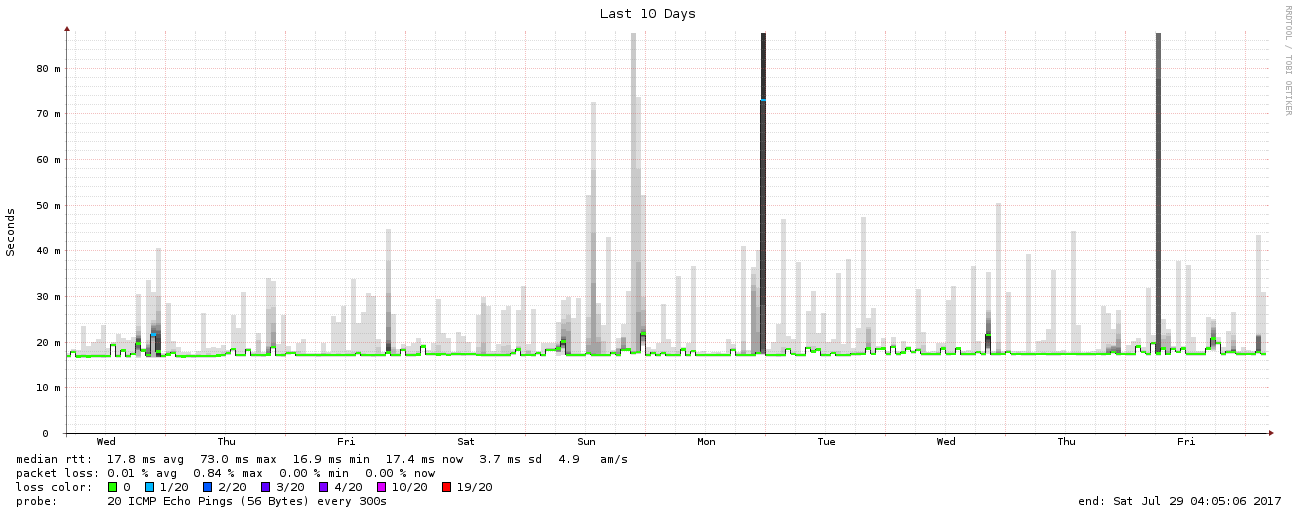 Last 10 Days
RRDTOOL / TOBI OETIKER
Seconds
80 m
70 m
60 m
50 m
40 m
30 m
20 m
10 m
0
Wed Thu Fri Sat Sun Mon Tue Wed Thu Fri
median rtt: 17.8 ms avg 73.0 ms max 16.9 ms min 17.4 ms now 3.7 ms sd 4.9 am/s
packet loss: 0.01 % avg 0.84 % max 0.00 % min 0.00 % now
loss color: 0 1/20 2/20 3/20 4/20 10/20 19/20
probe: 20 ICMP Echo Pings (56 Bytes) every 300s
end: Sat Jul 29 04:05:06 2017